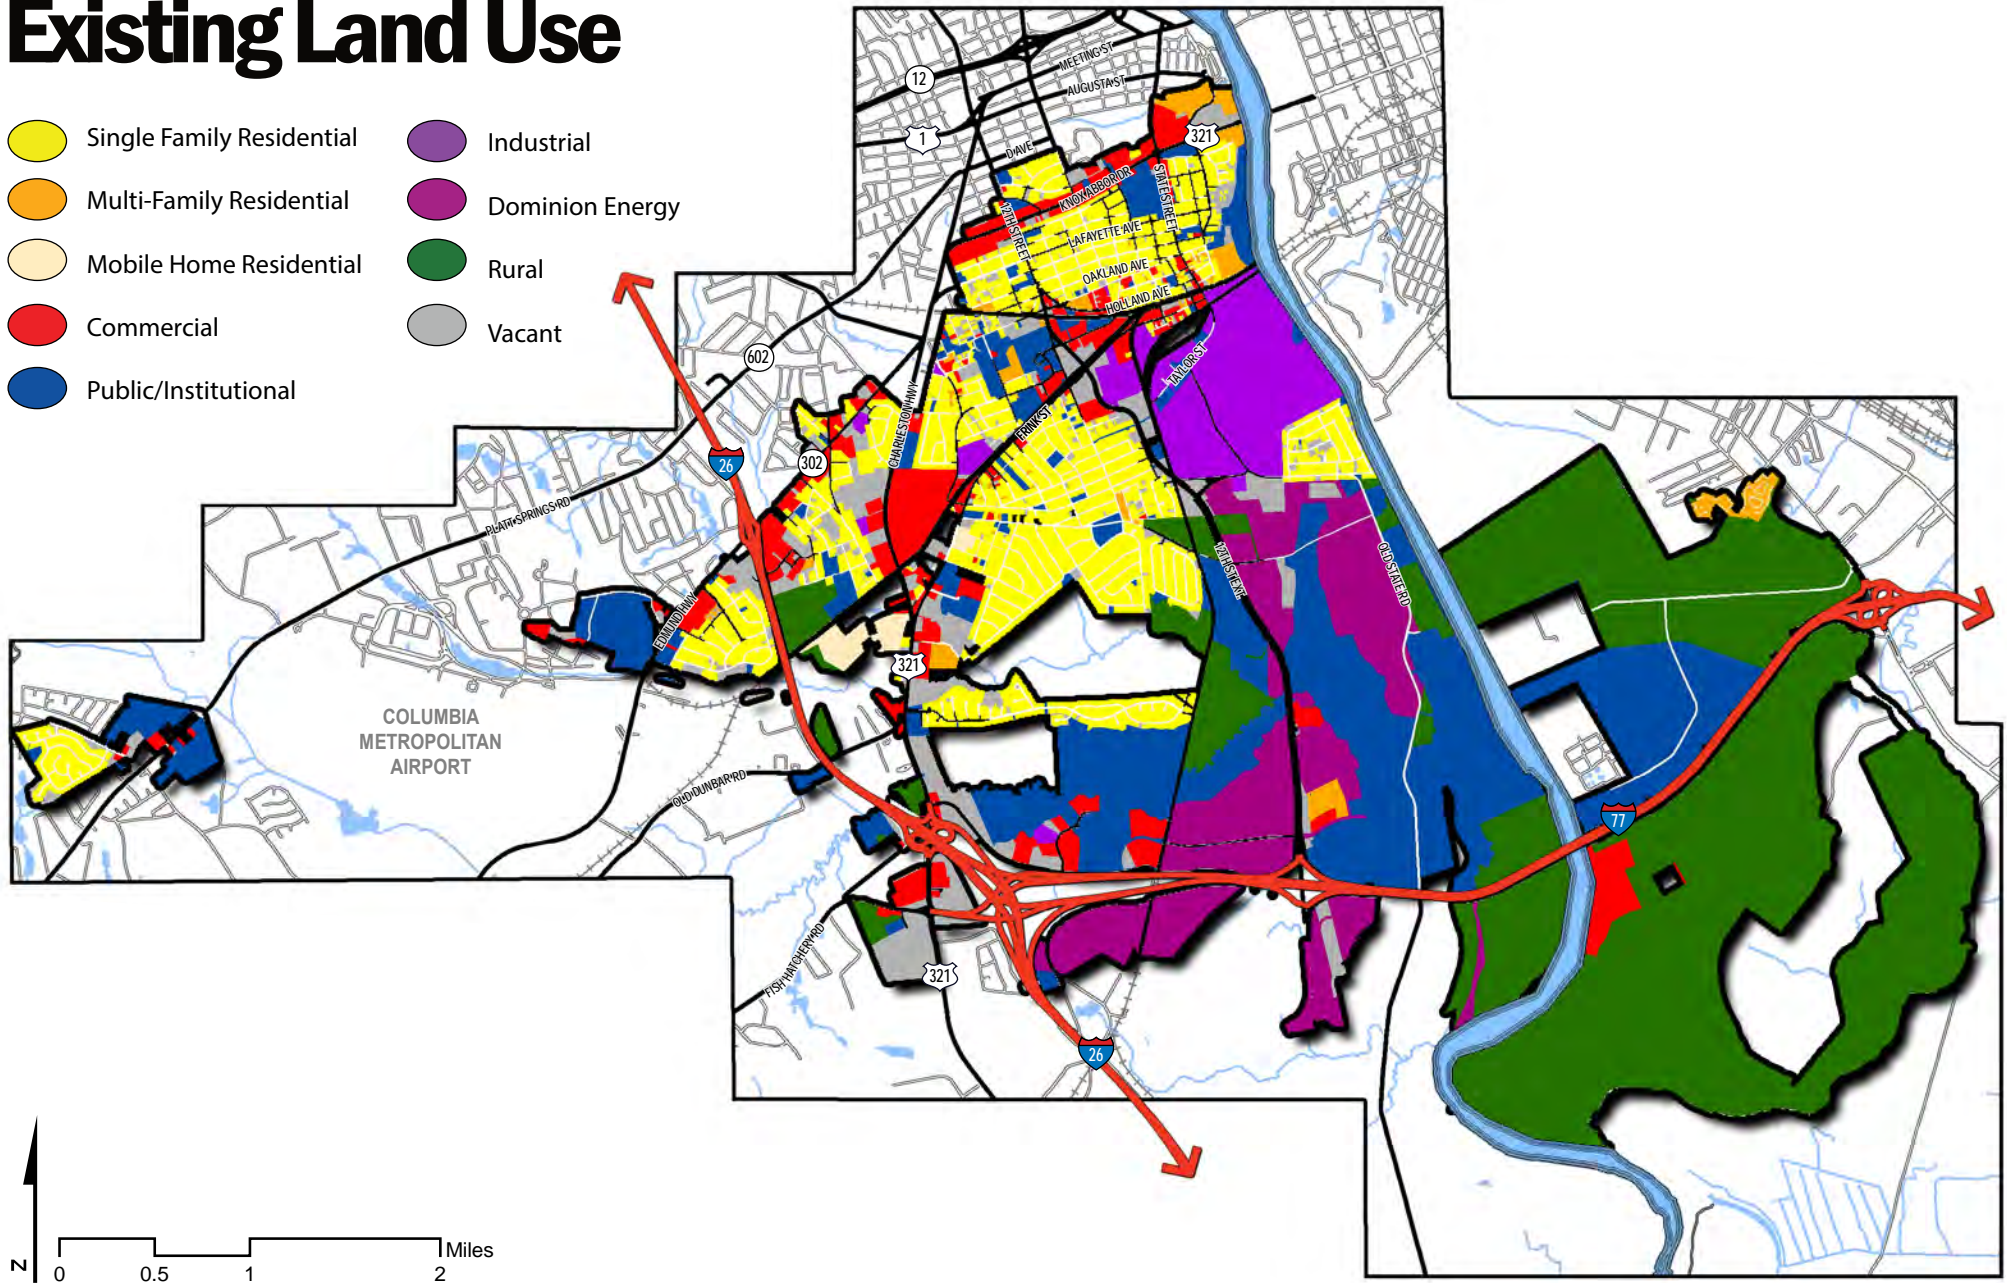 Existing Land Use
Single Family Residential
Multi-Family Residential
Mobile Home Residential
Commercial
Public/Institutional
Industrial
Dominion Energy
Rural
Vacant
12
MEETING ST
AUGUSTA ST
1
321
D AVE
KNOX ABBOR DR
STATE STREET
12TH STREET
LAFAYETTE AVE
OAKLAND AVE
HOLLAND AVE
TAYLOR ST
602
CHARLESTON HWY
FRINK ST
26
302
PLATT SPRINGS RD
12TH ST EXT.
OLD STATE RD
EDMUND HWY
321
COLUMBIA
METROPOLITAN
AIRPORT
OLD DUNBAR RD
77
FISH HATCHERY RD
321
26
N
Miles
0
0.5
1
2